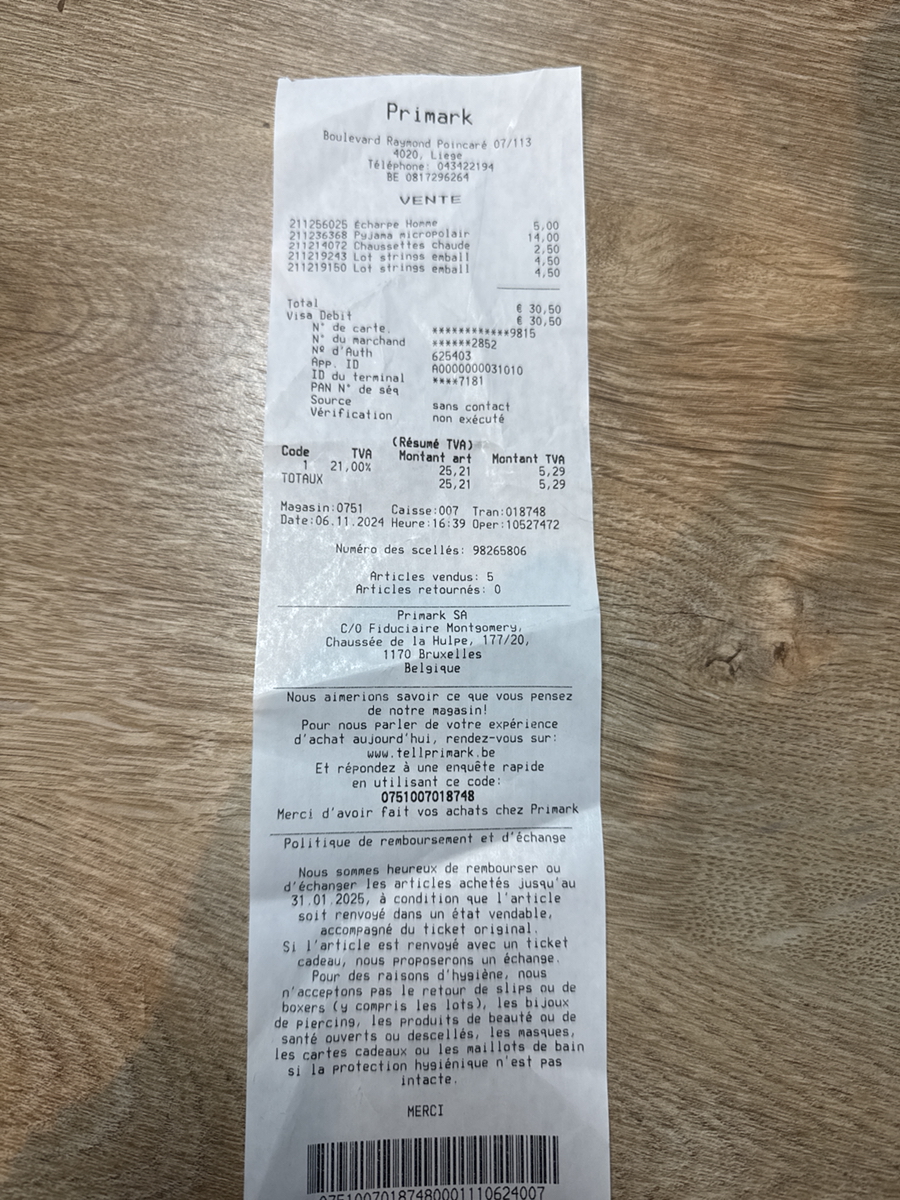 Primark
Boulevard Raymond Poincaré 07/113
4020, Liege
Téléphone: 043422194
BE 0817296264
VENTE
211256025 Écharpe Homme 5,00
211236368 Pyjama micropolair 14,00
211214072 Chaussettes chaude 2,50
211219243 Lot strings emball 4,50
211219150 Lot strings emball 4,50
Total € 30,50
Visa Debit € 30,50
N° de carte. ************9815
N° du marchand ******2852
Nº d'Auth 625403
App. ID A0000000031010
ID du terminal ****7181
PAN N° de séq
Source sans contact
Vérification non exécuté
(Résumé TVA)
Code TVA Montant art Montant TVA
1 21,00% 25,21 5,29
TOTAUX 25,21 5,29
Magasin:0751 Caisse:007 Tran:018748
Date:06.11.2024 Heure:16:39 Oper:10527472
Numéro des scellés: 98265806
Articles vendus: 5
Articles retournés: 0
Primark SA
C/O Fiduciaire Montgomery,
Chaussée de la Hulpe, 177/20,
1170 Bruxelles
Belgique
Nous aimerions savoir ce que vous pensez
de notre magasin!
Pour nous parler de votre expérience
d'achat aujourd'hui, rendez-vous sur:
www.tellprimark.be
Et répondez à une enquête rapide
en utilisant ce code:
0751007018748
Merci d'avoir fait vos achats chez Primark
Politique de remboursement et d'échange
Nous sommes heureux de rembourser ou
d'échanger les articles achetés jusqu'au
31.01.2025, à condition que l'article
soit renvoyé dans un état vendable,
accompagné du ticket original.
Si l'article est renvoyé avec un ticket
cadeau, nous proposerons un échange.
Pour des raisons d'hygiène, nous
n'acceptons pas le retour de slips ou de
boxers (y compris les lots), les bijoux
de piercing, les produits de beauté ou de
santé ouverts ou descellés, les masques,
les cartes cadeaux ou les maillots de bain
si la protection hygiénique n'est pas
intacte.
MERCI
07510070187480001110624007